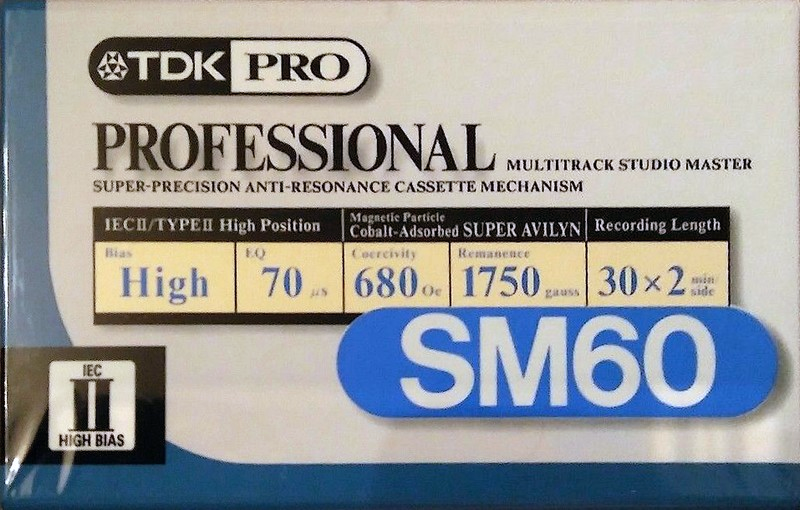 TDK PRO
PROFESSIONAL MULTITRACK STUDIO MASTER
SUPER-PRECISION ANTI-RESONANCE CASSETTE MECHANISM
IECII/TYPEII High Position
Magnetic Particle
Cobalt-Adsorbed SUPER AVILYN
Recording Length
Bias
High
EQ
70 μs
Coercivity
680 Oe
Remanence
1750 gauss
30×2 min/side
SM60
IEC
II
HIGH BIAS